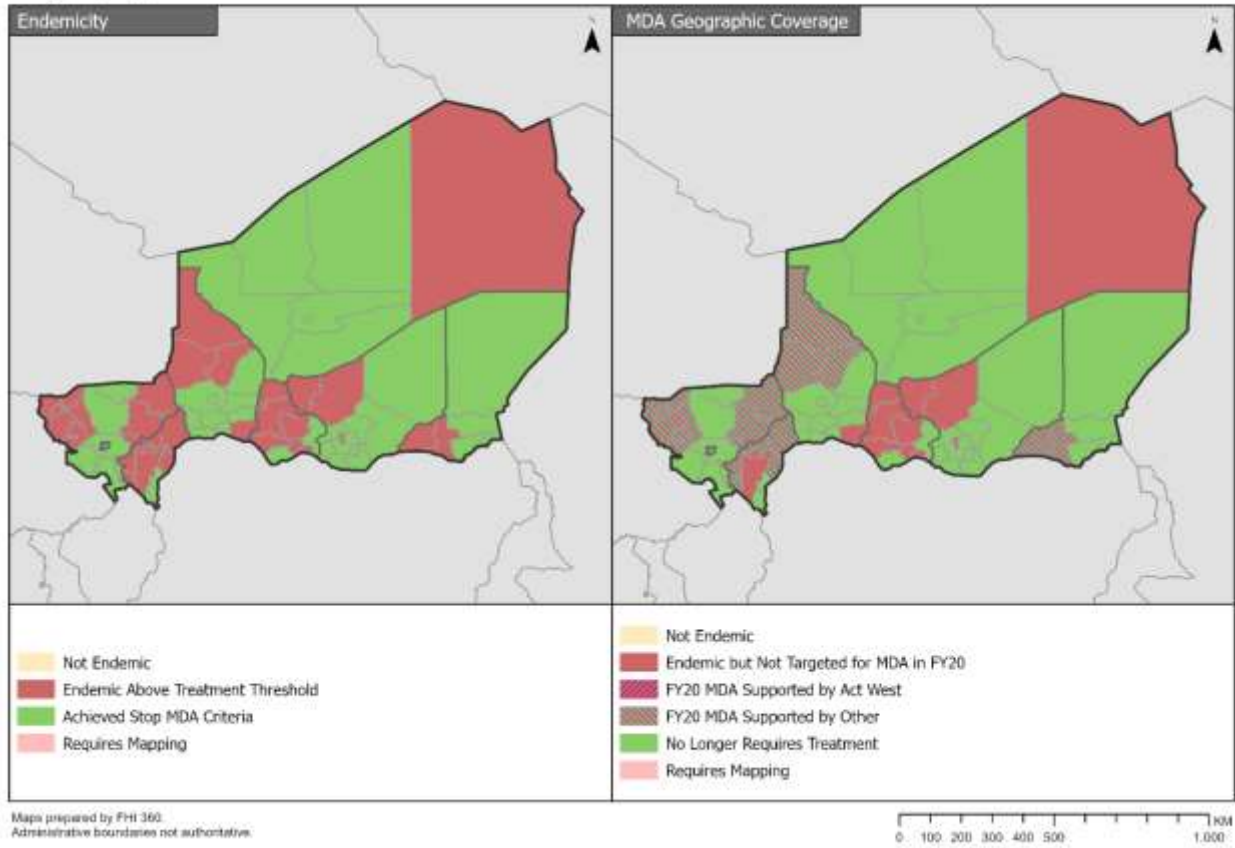 Endemicity
N
MDA Geographic Coverage
N
Not Endemic
Endemic Above Treatment Threshold
Achieved Stop MDA Criteria
Requires Mapping
Not Endemic
Endemic but Not Targeted for MDA in FY20
FY20 MDA Supported by Act West
FY20 MDA Supported by Other
No Longer Requires Treatment
Requires Mapping
Maps prepared by FHI 360.
Administrative boundaries not authoritative.
KM
0 100 200 300 400 500 1.000